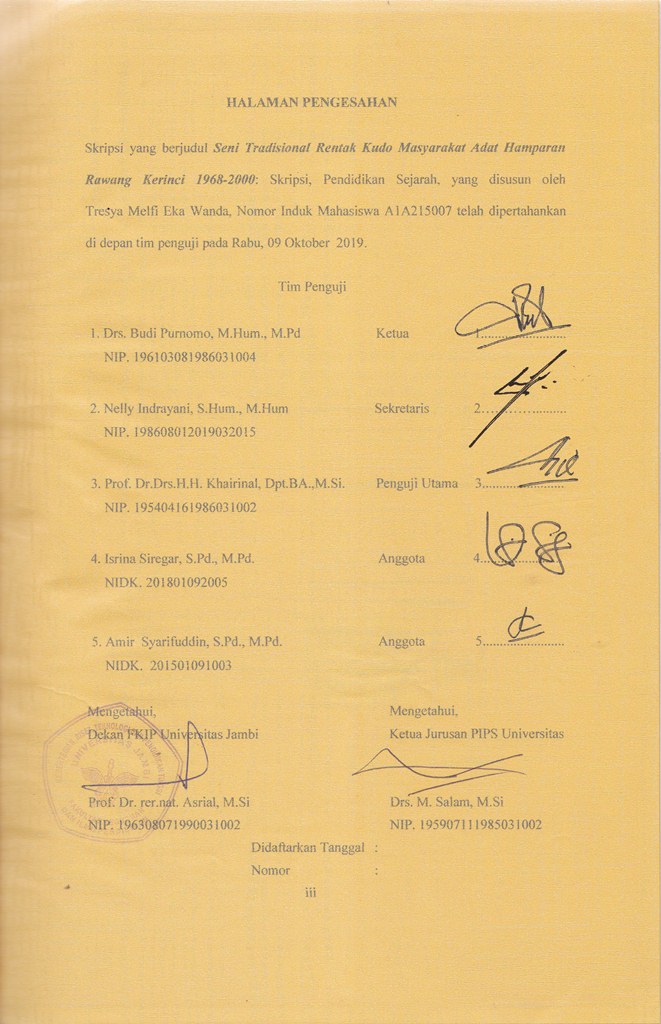 HALAMAN PENGESAHAN
Skripsi yang berjudul Seni Tradisional Rentak Kudo Masyarakat Adat Hamparan
Rawang Kerinci 1968-2000: Skripsi, Pendidikan Sejarah, yang disusun oleh
Tresya Melfi Eka Wanda, Nomor Induk Mahasiswa A1A215007 telah dipertahankan
di depan tim penguji pada Rabu, 09 Oktober 2019.
Tim Penguji
1. Drs. Budi Purnomo, M.Hum., M.Pd Ketua 1...................
NIP. 196103081986031004
2. Nelly Indrayani, S.Hum., M.Hum Sekretaris 2...................
NIP. 198608012019032015
3. Prof. Dr.Drs.H.H. Khairinal, Dpt.BA.,M.Si. Penguji Utama 3...................
NIP. 195404161986031002
4. Isrina Siregar, S.Pd., M.Pd. Anggota 4...................
NIDK. 201801092005
5. Amir Syarifuddin, S.Pd., M.Pd. Anggota 5...................
NIDK. 201501091003
Mengetahui, Mengetahui,
Dekan FKIP Universitas Jambi Ketua Jurusan PIPS Universitas
Prof. Dr. rer.nat. Asrial, M.Si Drs. M. Salam, M.Si
NIP. 196308071990031002 NIP. 195907111985031002
Didaftarkan Tanggal :
Nomor :
iii